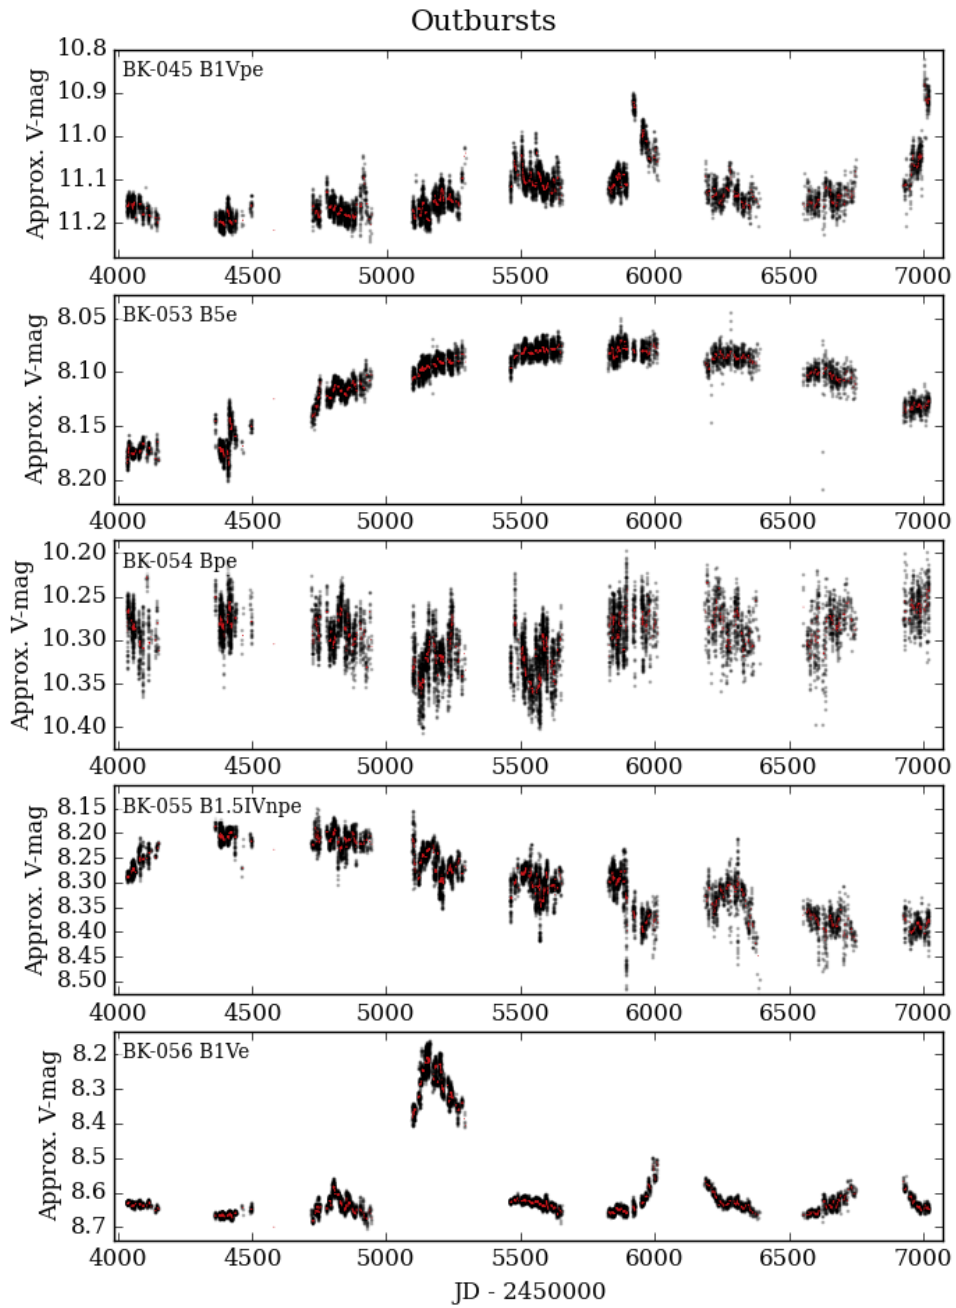 Outbursts
10.8
10.9
11.0
11.1
11.2
Approx. V-mag
BK-045 B1Vpe
4000 4500 5000 5500 6000 6500 7000
8.05
8.10
8.15
8.20
Approx. V-mag
BK-053 B5e
4000 4500 5000 5500 6000 6500 7000
10.20
10.25
10.30
10.35
10.40
Approx. V-mag
BK-054 Bpe
4000 4500 5000 5500 6000 6500 7000
8.15
8.20
8.25
8.30
8.35
8.40
8.45
8.50
Approx. V-mag
BK-055 B1.5IVnpe
4000 4500 5000 5500 6000 6500 7000
8.2
8.3
8.4
8.5
8.6
8.7
Approx. V-mag
BK-056 B1Ve
4000 4500 5000 5500 6000 6500 7000
JD - 2450000